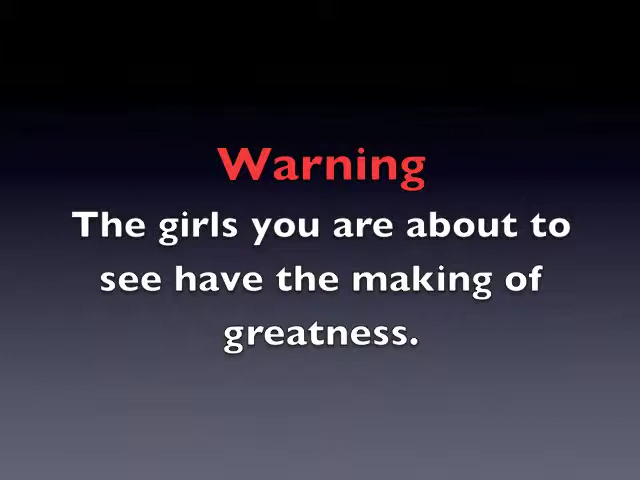 Warning
The girls you are about to
see have the making of
greatness.